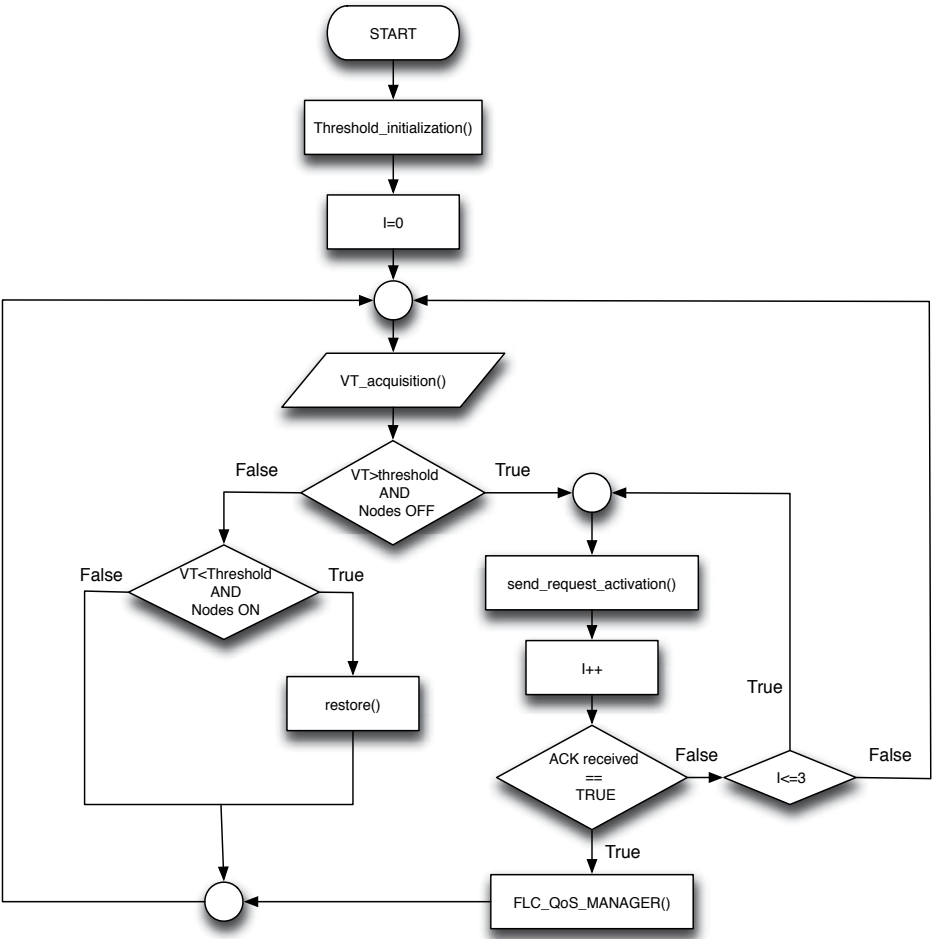 START
Threshold_initialization()
I=0
VT_acquisition()
False
VT>threshold
AND
Nodes OFF
True
False
VT<Threshold
AND
Nodes ON
True
send_request_activation()
I++
restore()
True
ACK received
==
TRUE
False
I<=3
False
True
FLC_QoS_MANAGER()